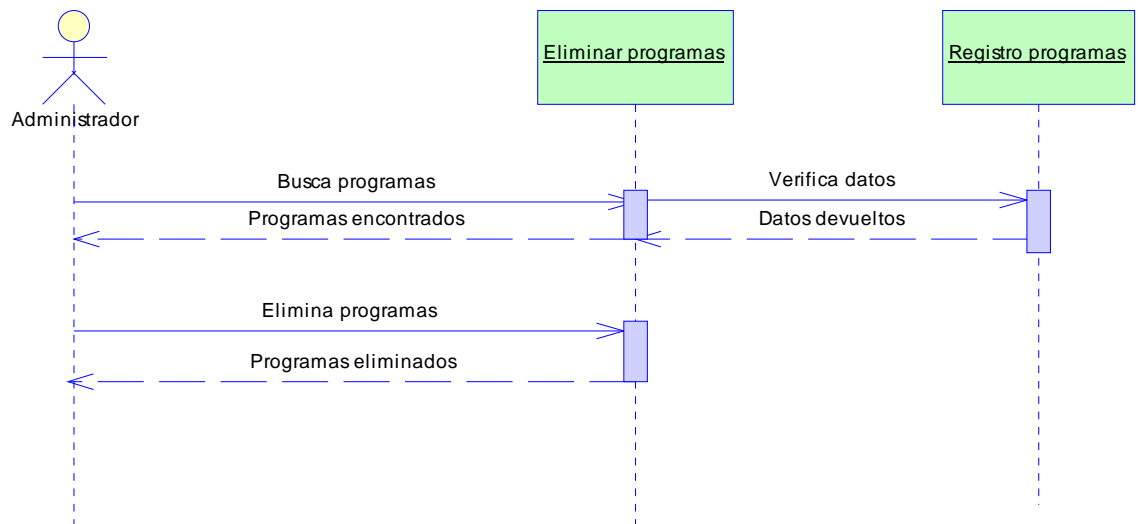 Eliminar programas
Registro programas
Administrador
Busca programas
Verifica datos
Programas encontrados
Datos devueltos
Elimina programas
Programas eliminados